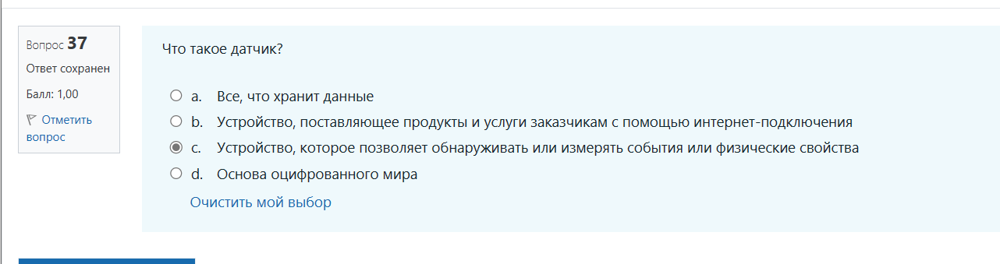 Вопрос 37
Ответ сохранен
Балл: 1,00
Отметить
вопрос
Что такое датчик?
a. Все, что хранит данные
b. Устройство, поставляющее продукты и услуги заказчикам с помощью интернет-подключения
c. Устройство, которое позволяет обнаруживать или измерять события или физические свойства
d. Основа оцифрованного мира
Очистить мой выбор